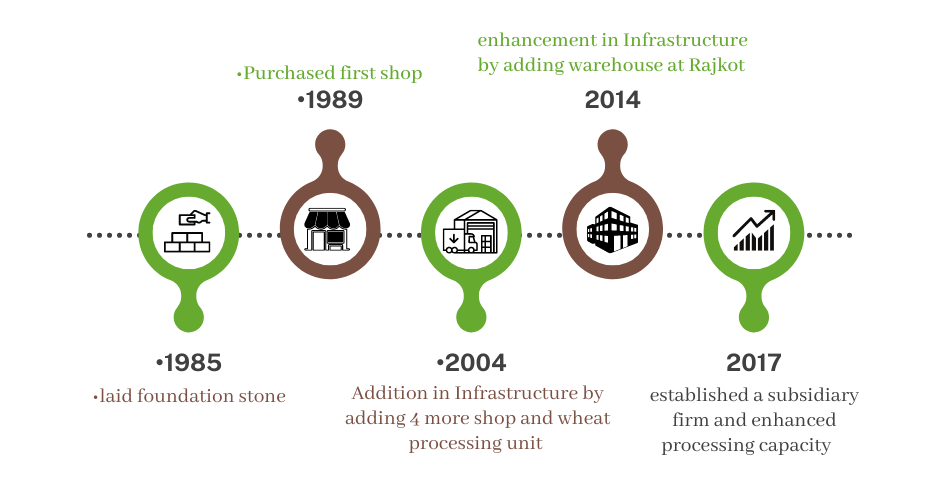 •Purchased first shop
•1989
enhancement in Infrastructure
by adding warehouse at Rajkot
2014
•1985
•laid foundation stone
•2004
Addition in Infrastructure by
adding 4 more shop and wheat
processing unit
2017
established a subsidiary
firm and enhanced
processing capacity